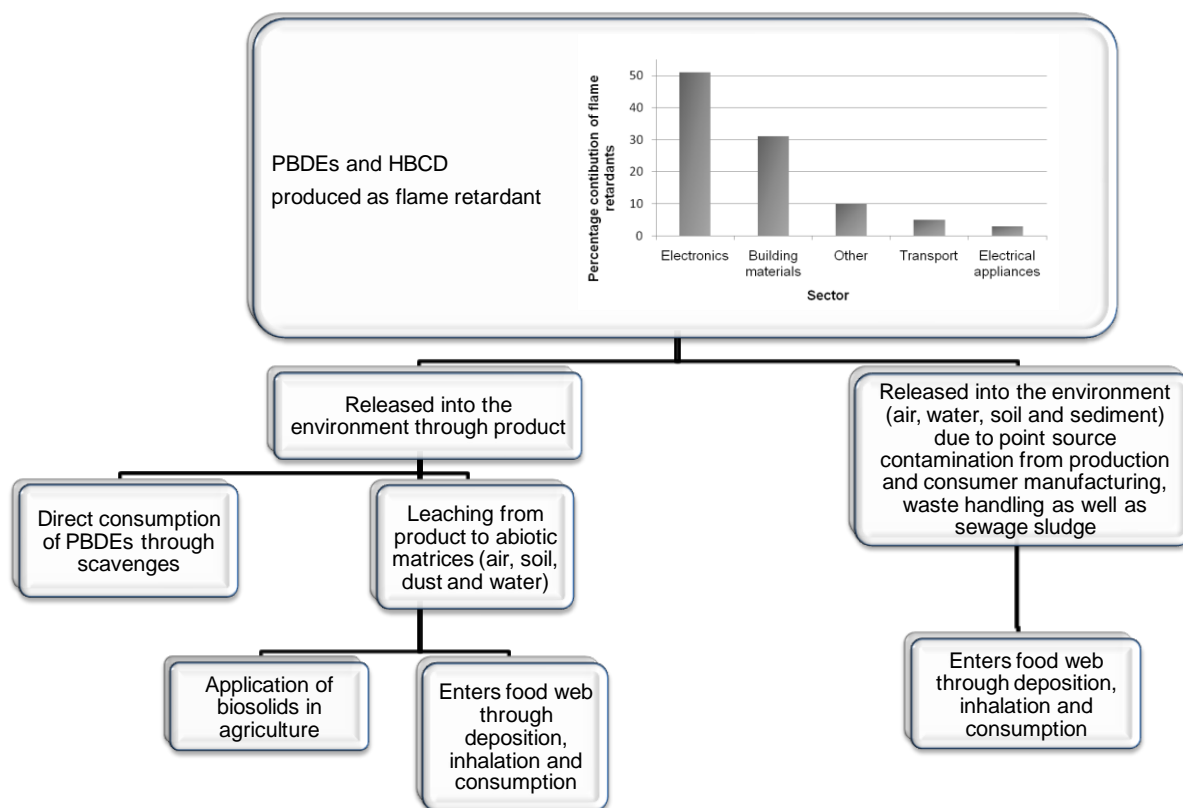 PBDEs and HBCD
produced as flame retardant
Percentage contibution of flame
retardants
50
40
30
20
10
0
Electronics
Building
materials
Other
Transport
Electrical
appliances
Sector
Released into the
environment through product
Released into the environment
(air, water, soil and sediment)
due to point source
contamination from production
and consumer manufacturing,
waste handling as well as
sewage sludge
Direct consumption
of PBDEs through
scavenges
Leaching from
product to abiotic
matrices (air, soil,
dust and water)
Application of
biosolids in
agriculture
Enters food web
through
deposition,
inhalation and
consumption
Enters food web
through deposition,
inhalation and
consumption